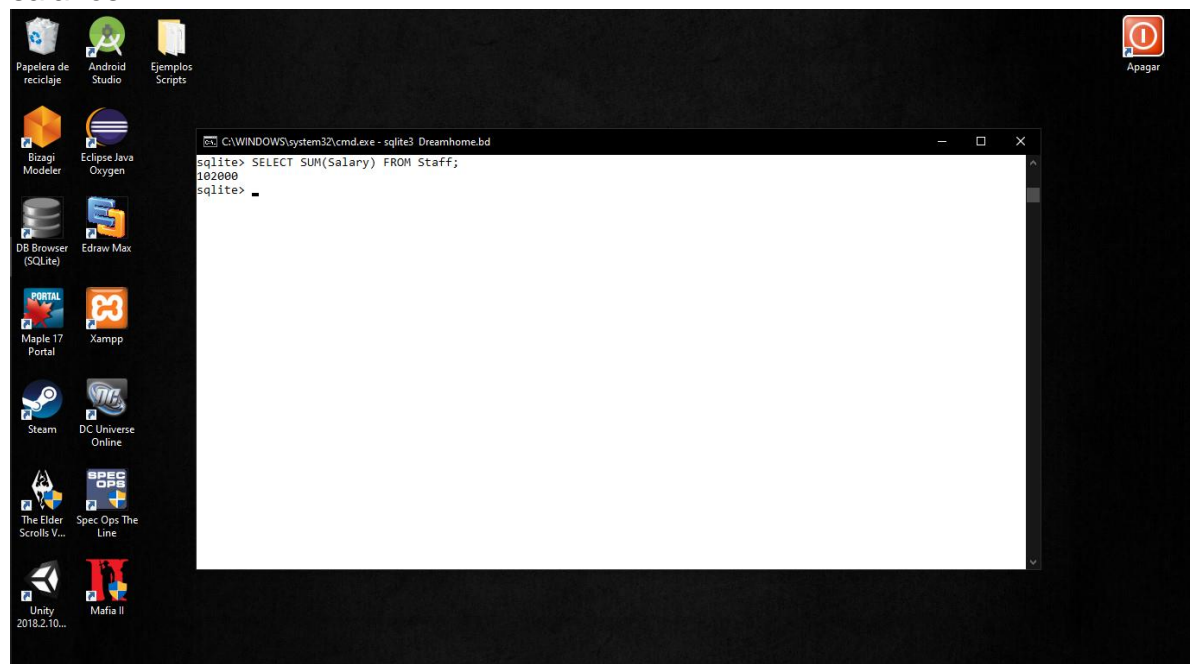 Papelera de
reciclaje
Android
Studio
Ejemplos
Scripts
Apagar
Bizagi
Modeler
Eclipse Java
Oxygen
C:\WINDOWS\system32\cmd.exe - sqlite3 Dreamhome.bd
sqlite> SELECT SUM(Salary) FROM Staff;
102000
sqlite>
DB Browser
(SQLite)
Edraw Max
PORTAL
Maple 17
Portal
Xampp
Steam
DC Universe
Online
SPEC
OPS
The Elder
Scrolls V...
Spec Ops The
Line
Unity
2018.2.10...
Mafia II